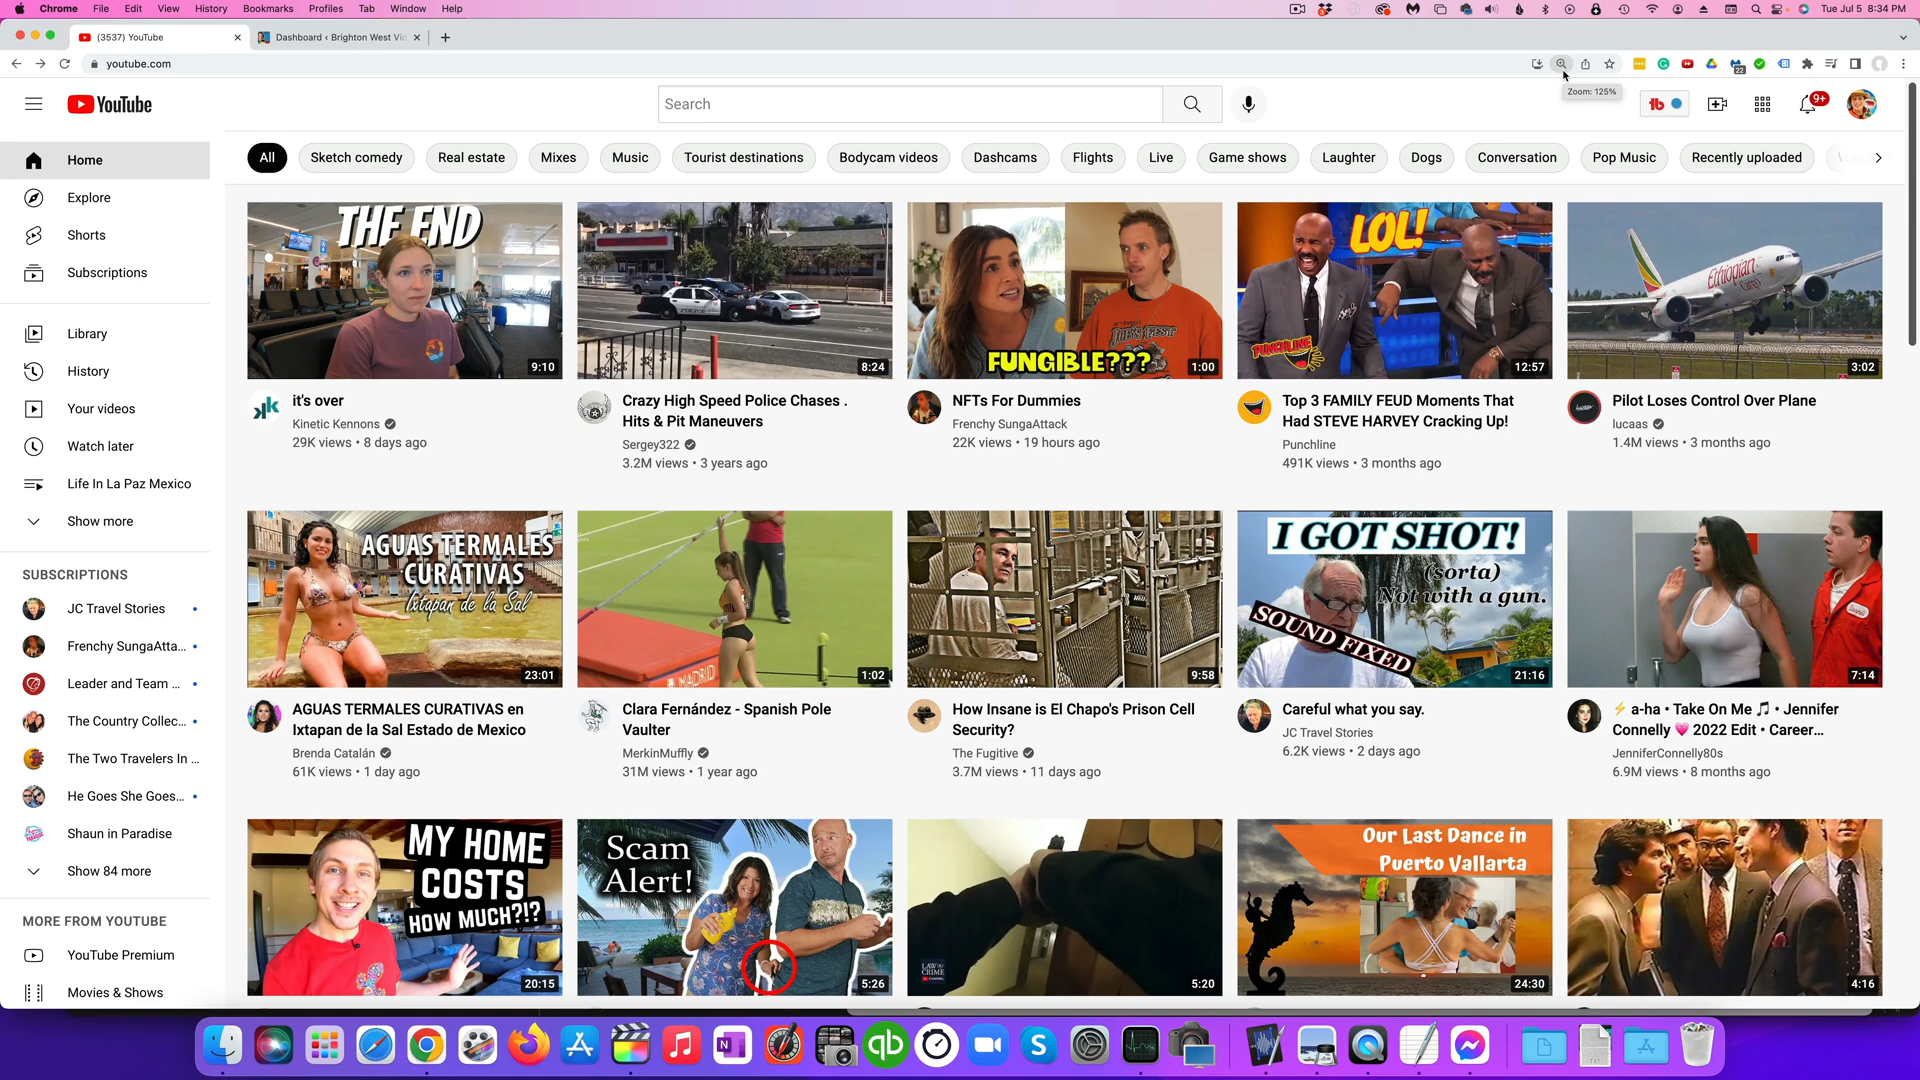 Chrome File Edit View History Bookmarks Profiles Tab Window Help
Tue Jul 5 8:34 PM
(3537) YouTube
Dashboard ‹ Brighton West Vi
youtube.com
22
Zoom: 125%
YouTube
Search
9+
All
Sketch comedy
Real estate
Mixes
Music
Tourist destinations
Bodycam videos
Dashcams
Flights
Live
Game shows
Laughter
Dogs
Conversation
Pop Music
Recently uploaded
Home
Explore
Shorts
Subscriptions
Library
History
Your videos
Watch later
Life In La Paz Mexico
Show more
SUBSCRIPTIONS
JC Travel Stories
Frenchy SungaAtta...
Leader and Team ...
The Country Collec...
The Two Travelers In ...
He Goes She Goes...
Shaun in Paradise
Show 84 more
MORE FROM YOUTUBE
YouTube Premium
Movies & Shows
THE END
9:10
it's over
Kinetic Kennons
29K views • 8 days ago
POLICE
8:24
Crazy High Speed Police Chases .
Hits & Pit Maneuvers
Sergey322
3.2M views • 3 years ago
FUNGIBLE???
1:00
NFTs For Dummies
Frenchy SungaAttack
22K views • 19 hours ago
LOL!
PUNCHLINE
12:57
Top 3 FAMILY FEUD Moments That
Had STEVE HARVEY Cracking Up!
Punchline
491K views • 3 months ago
Ethiopian
Cargo
3:02
Pilot Loses Control Over Plane
lucaas
1.4M views • 3 months ago
AGUAS TERMALES
CURATIVAS
Ixtapan de la Sal
23:01
AGUAS TERMALES CURATIVAS en
Ixtapan de la Sal Estado de Mexico
Brenda Catalán
61K views • 1 day ago
MADRID
1:02
Clara Fernández - Spanish Pole
Vaulter
MerkinMuffly
31M views • 1 year ago
9:58
How Insane is El Chapo's Prison Cell
Security?
The Fugitive
3.7M views • 11 days ago
I GOT SHOT!
(sorta)
Not with a gun.
SOUND FIXED
21:16
Careful what you say.
JC Travel Stories
6.2K views • 2 days ago
7:14
⚡ a-ha • Take On Me 🎵 • Jennifer
Connelly 💗 2022 Edit • Career...
JenniferConnelly80s
6.9M views • 8 months ago
MY HOME
COSTS
HOW MUCH?!?
20:15
Scam
Alert!
5:26
LAW&
CRIME
5:20
Our Last Dance in
Puerto Vallarta
24:30
4:16
TXT